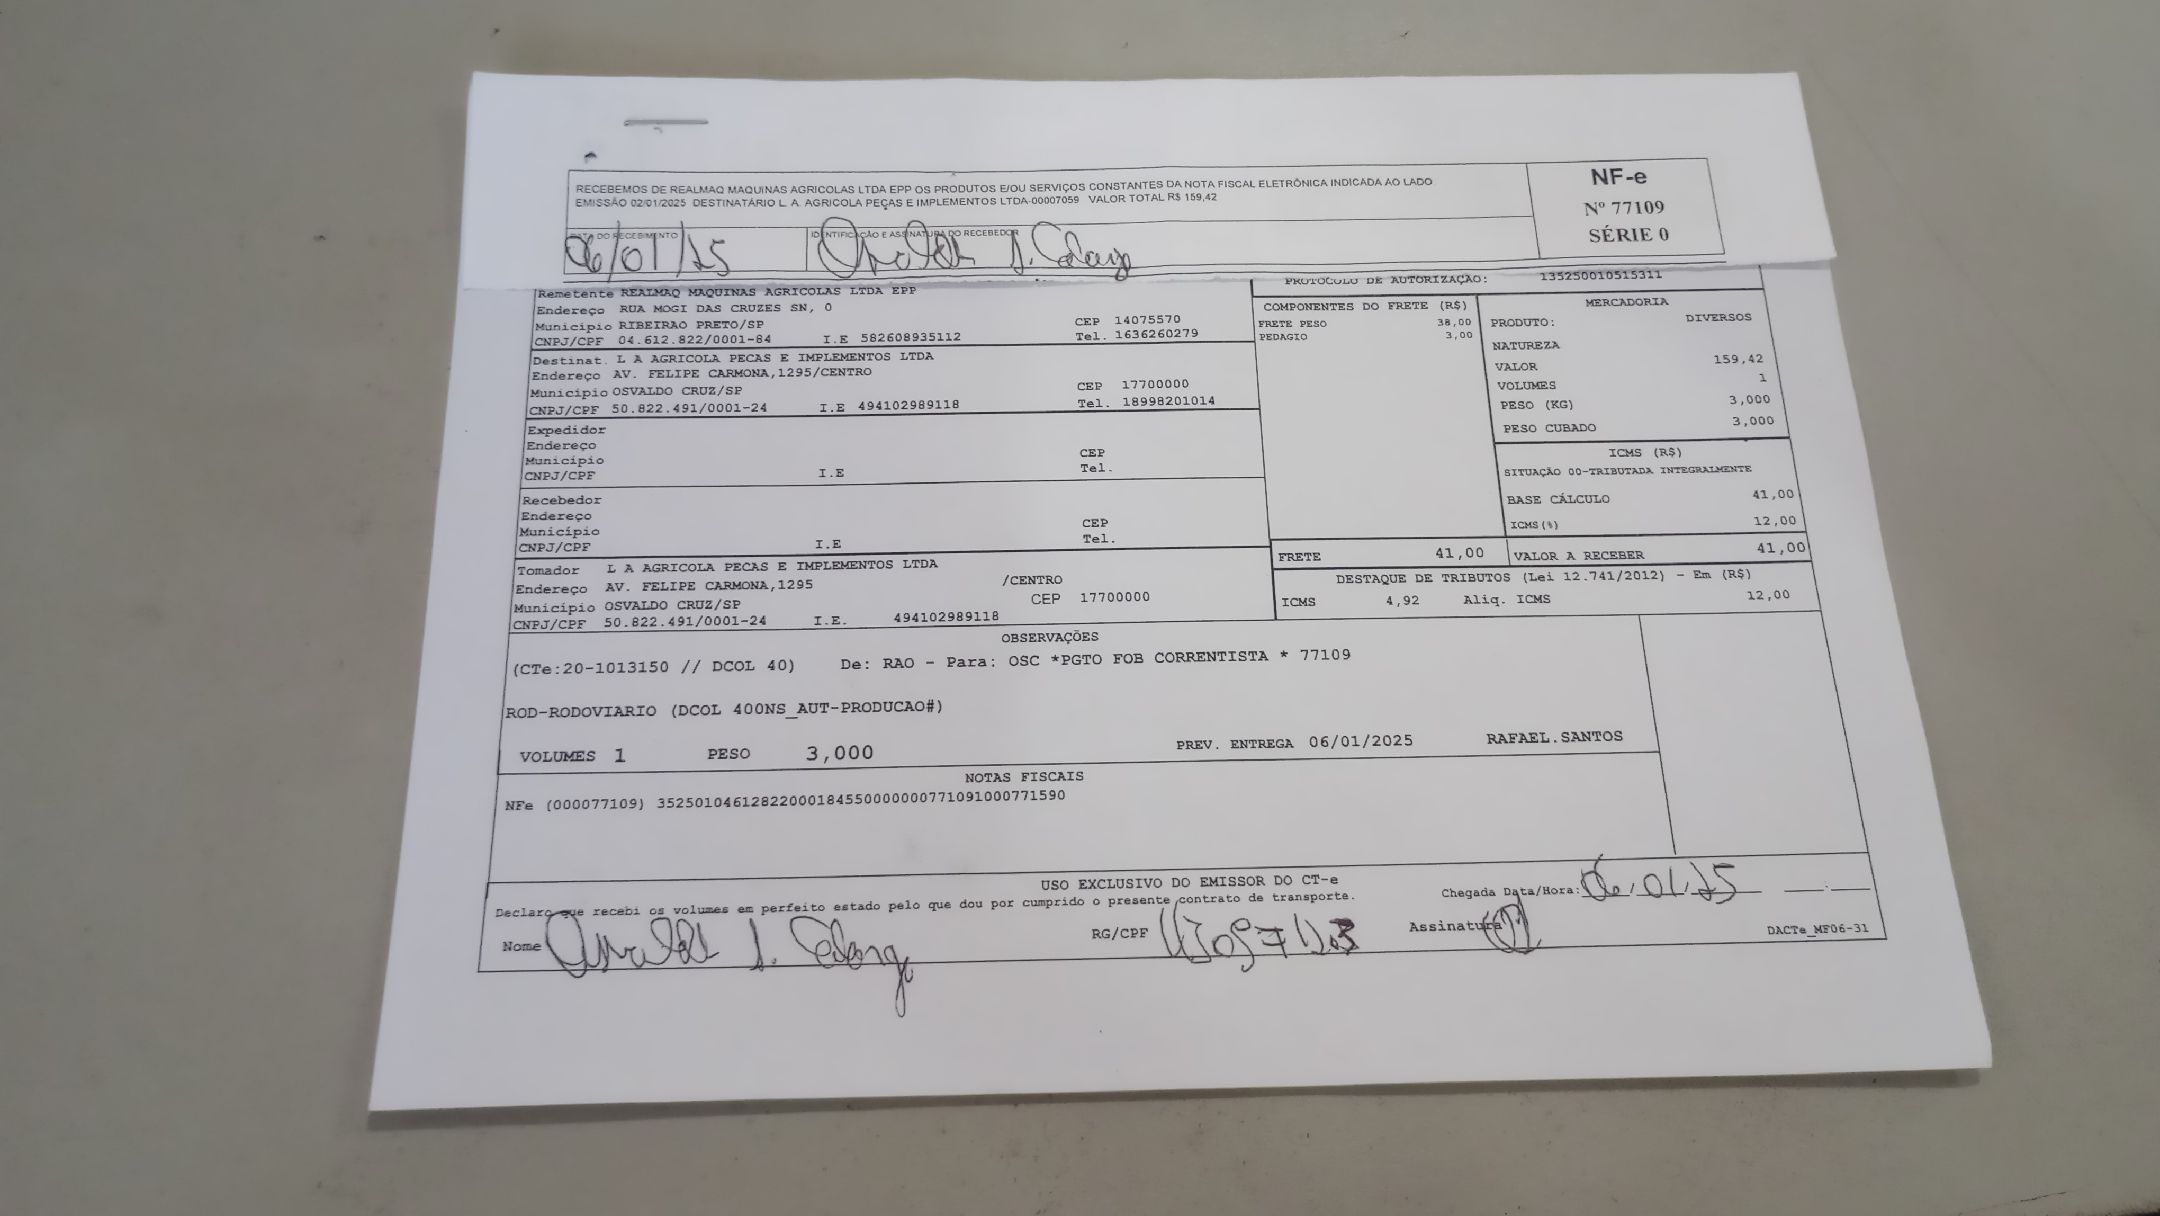 RECEBEMOS DE REALMAQ MAQUINAS AGRICOLAS LTDA EPP OS PRODUTOS E/OU SERVIÇOS CONSTANTES DA NOTA FISCAL ELETRÔNICA INDICADA AO LADO
EMISSÃO 02/01/2025 DESTINATÁRIO L. A. AGRICOLA PEÇAS E IMPLEMENTOS LTDA-00007059 VALOR TOTAL R$ 159,42
NF-e
Nº 77109
SÉRIE 0
DO RECEBIMENTO
IDENTIFICAÇÃO E ASSINATURA DO RECEBEDOR
06/01/25
PROTOCOLO DE AUTORIZAÇÃO: 135250010515311
Remetente REALMAQ MAQUINAS AGRICOLAS LTDA EPP
Endereço RUA MOGI DAS CRUZES SN, 0
Município RIBEIRAO PRETO/SP CEP 14075570
CNPJ/CPF 04.612.822/0001-84 I.E 582608935112 Tel. 1636260279
Destinat. L A AGRICOLA PECAS E IMPLEMENTOS LTDA
Endereço AV. FELIPE CARMONA,1295/CENTRO
Município OSVALDO CRUZ/SP CEP 17700000
CNPJ/CPF 50.822.491/0001-24 I.E 494102989118 Tel. 18998201014
Expedidor
Endereço
Município CEP
CNPJ/CPF I.E Tel.
Recebedor
Endereço
Município CEP
CNPJ/CPF I.E Tel.
Tomador L A AGRICOLA PECAS E IMPLEMENTOS LTDA
Endereço AV. FELIPE CARMONA,1295 /CENTRO
Município OSVALDO CRUZ/SP CEP 17700000
CNPJ/CPF 50.822.491/0001-24 I.E. 494102989118
COMPONENTES DO FRETE (R$)
FRETE PESO 38,00
PEDAGIO 3,00
MERCADORIA
PRODUTO: DIVERSOS
NATUREZA
VALOR 159,42
VOLUMES 1
PESO (KG) 3,000
PESO CUBADO 3,000
ICMS (R$)
SITUAÇÃO 00-TRIBUTADA INTEGRALMENTE
BASE CÁLCULO 41,00
ICMS(%) 12,00
FRETE 41,00 VALOR A RECEBER 41,00
DESTAQUE DE TRIBUTOS (Lei 12.741/2012) - Em (R$)
ICMS 4,92 Aliq. ICMS 12,00
OBSERVAÇÕES
(CTe:20-1013150 // DCOL 40) De: RAO - Para: OSC *PGTO FOB CORRENTISTA * 77109
ROD-RODOVIARIO (DCOL 400NS_AUT-PRODUCAO#)
VOLUMES 1 PESO 3,000 PREV. ENTREGA 06/01/2025 RAFAEL.SANTOS
NOTAS FISCAIS
NFe (000077109) 35250104612822000184550000000771091000771590
USO EXCLUSIVO DO EMISSOR DO CT-e
Declaro que recebi os volumes em perfeito estado pelo que dou por cumprido o presente contrato de transporte.
Chegada Data/Hora: 06/01/25
Nome
RG/CPF
Assinatura
DACTe_MF06-31